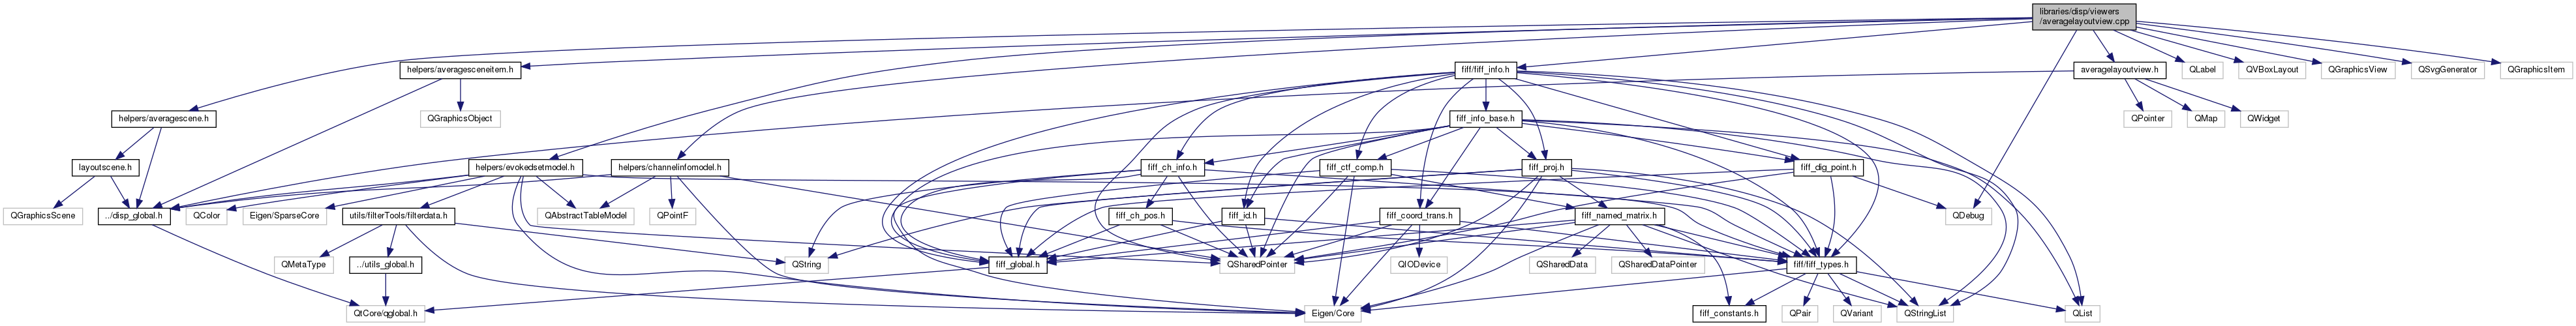 libraries/disp/viewers
/averagelayoutview.cpp
helpers/averagesceneitem.h
fiff/fiff_info.h
averagelayoutview.h
QLabel
QVBoxLayout
QGraphicsView
QSvgGenerator
QGraphicsItem
helpers/averagescene.h
QGraphicsObject
fiff_info_base.h
QPointer
QMap
QWidget
layoutscene.h
helpers/evokedsetmodel.h
helpers/channelinfomodel.h
fiff_ch_info.h
fiff_ctf_comp.h
fiff_proj.h
fiff_dig_point.h
QGraphicsScene
../disp_global.h
QColor
Eigen/SparseCore
utils/filterTools/filterdata.h
QAbstractTableModel
QPointF
fiff_ch_pos.h
fiff_id.h
fiff_coord_trans.h
fiff_named_matrix.h
QDebug
QMetaType
../utils_global.h
QString
fiff_global.h
QSharedPointer
QIODevice
QSharedData
QSharedDataPointer
fiff/fiff_types.h
QtCore/qglobal.h
Eigen/Core
fiff_constants.h
QPair
QVariant
QStringList
QList